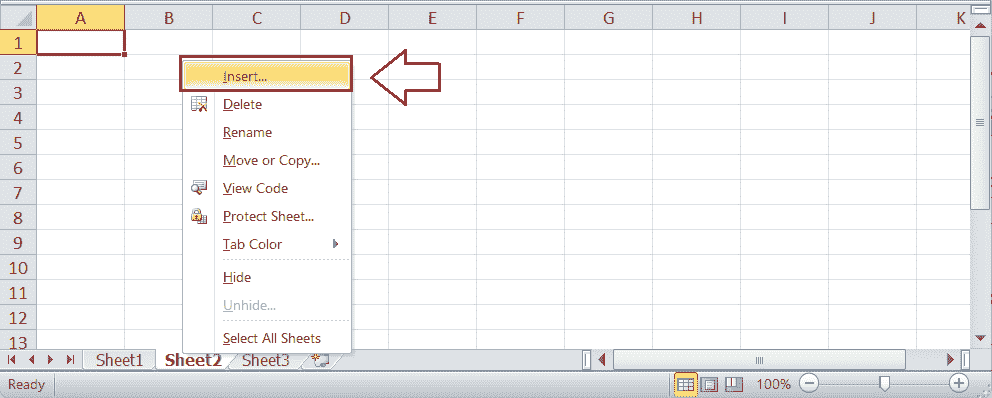 A B C D E F G H I J K
1
2
Insert...
3
Delete
4
Rename
5
Move or Copy...
6
View Code
7
Protect Sheet...
8
Tab Color
9
10
Hide
11
Unhide...
12
Select All Sheets
13
Sheet1 Sheet2 Sheet3
Ready 100%